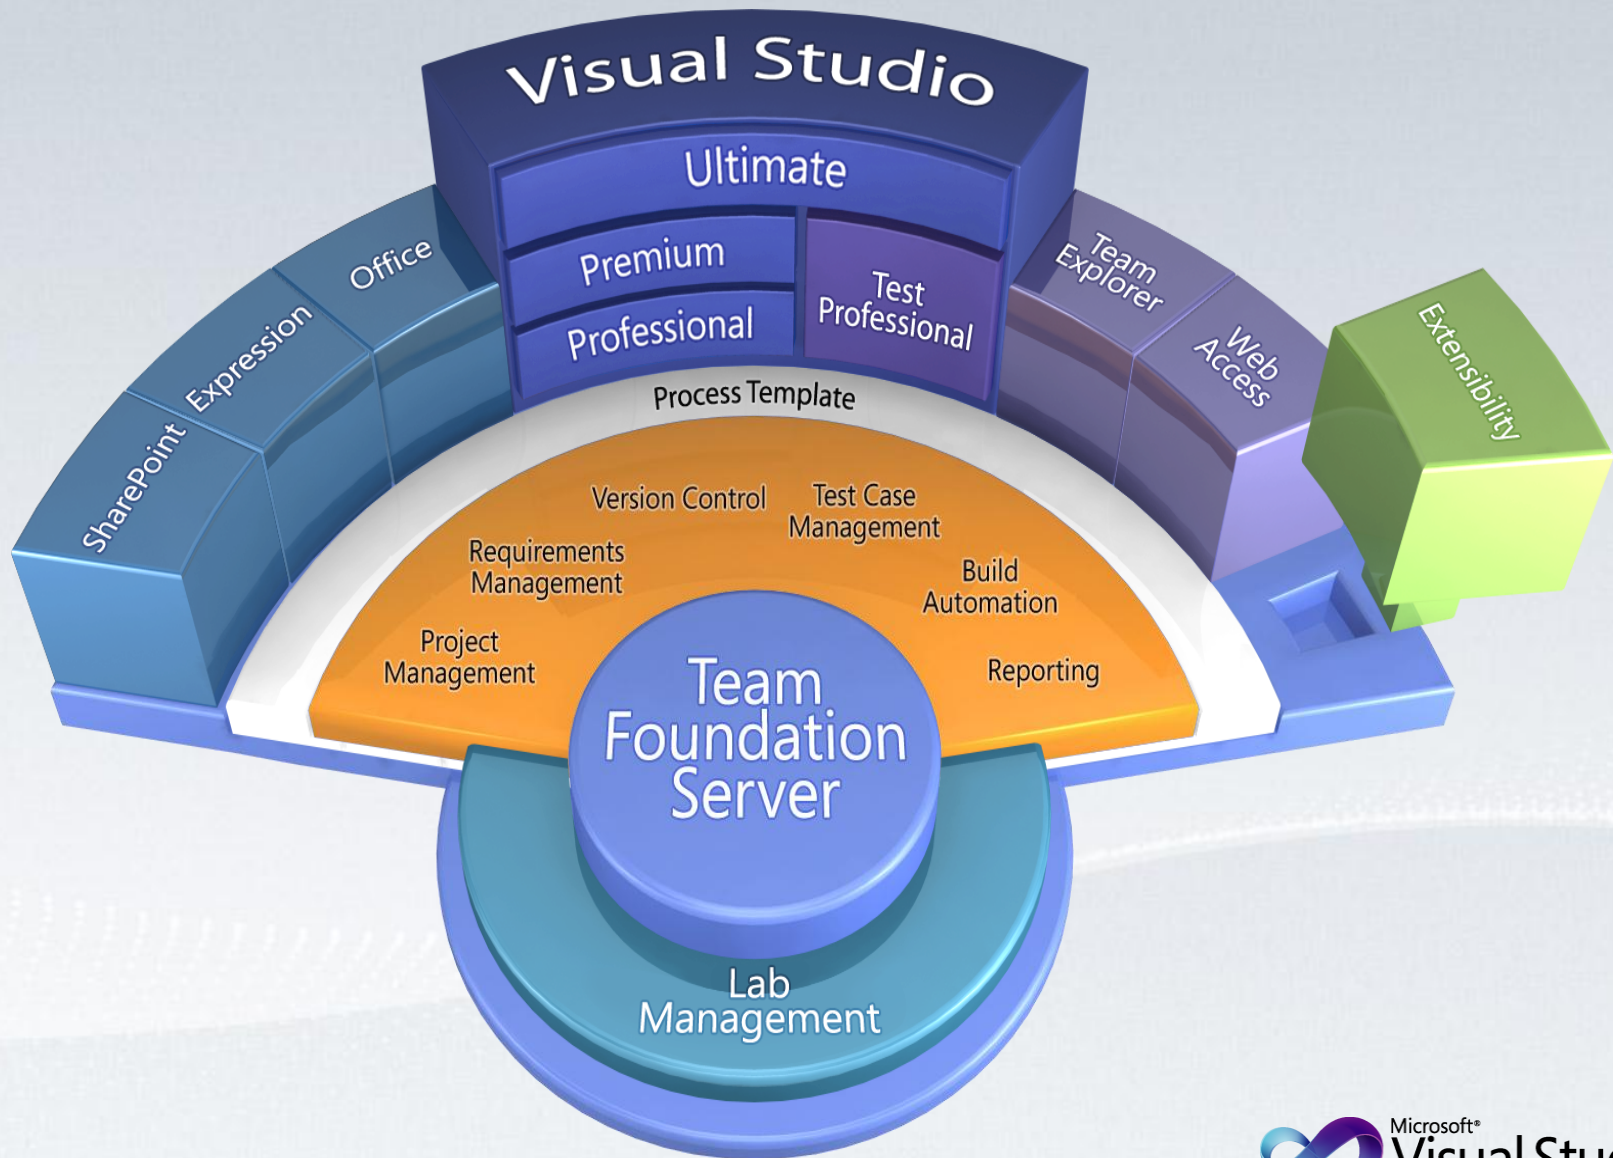 Visual Studio
Ultimate
Premium
Professional
Test
Professional
Office
Expression
SharePoint
Team
Explorer
Web
Access
Extensibility
Process Template
Version Control
Test Case
Management
Requirements
Management
Build
Automation
Project
Management
Reporting
Team
Foundation
Server
Lab
Management
Microsoft®
Visual